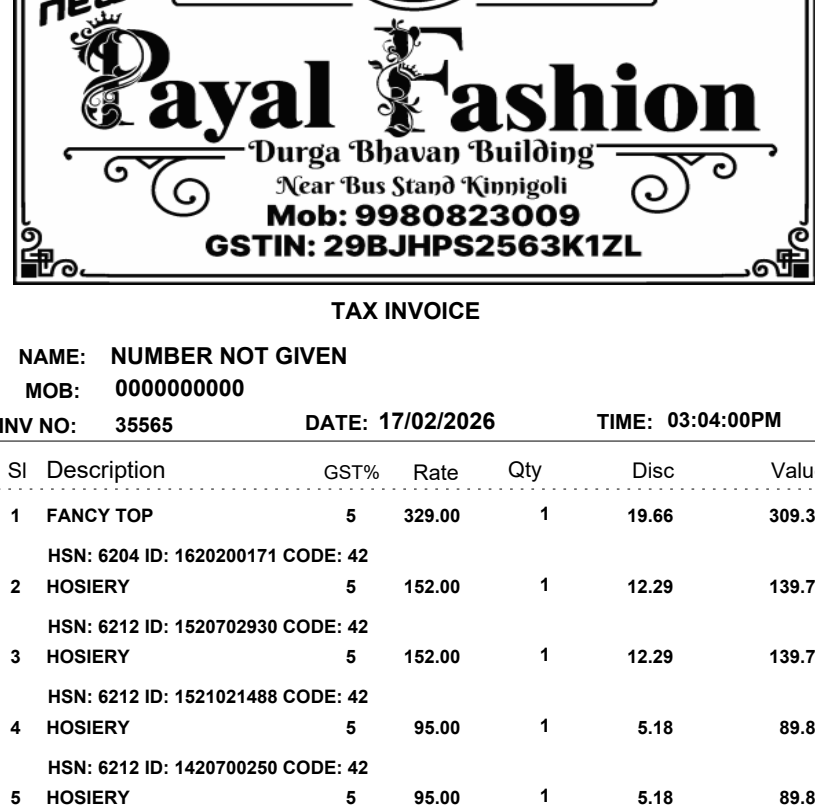 new
Payal Fashion
Durga Bhavan Building
Near Bus Stand Kinnigoli
Mob: 9980823009
GSTIN: 29BJHPS2563K1ZL
TAX INVOICE
NAME: NUMBER NOT GIVEN
MOB: 0000000000
INV NO: 35565 DATE: 17/02/2026 TIME: 03:04:00PM
Sl Description GST% Rate Qty Disc Valu
1 FANCY TOP 5 329.00 1 19.66 309.3
HSN: 6204 ID: 1620200171 CODE: 42
2 HOSIERY 5 152.00 1 12.29 139.7
HSN: 6212 ID: 1520702930 CODE: 42
3 HOSIERY 5 152.00 1 12.29 139.7
HSN: 6212 ID: 1521021488 CODE: 42
4 HOSIERY 5 95.00 1 5.18 89.8
HSN: 6212 ID: 1420700250 CODE: 42
5 HOSIERY 5 95.00 1 5.18 89.8